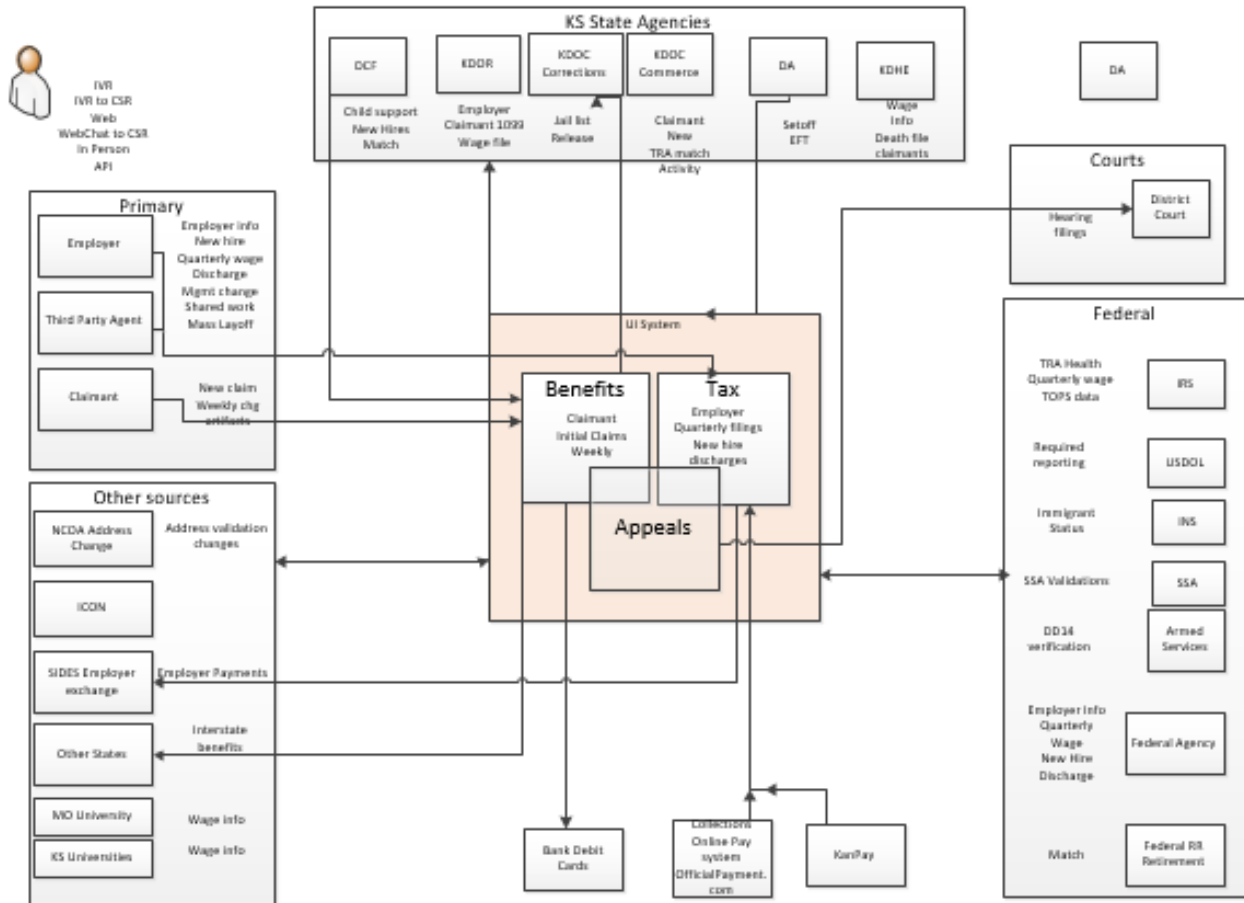 KS State Agencies
DCF
KDOR
KDOC
Corrections
KDOC
Commerce
DA
KDHE
DA
Child support
New Hires
Match
Employer
Claimant 1099
Wage file
Jail list
Release
Claimant
New
TRA match
Activity
Setoff
EFT
Wage
Info
Death file
claimants
IVR
IVR to CSR
Web
WebChat to CSR
In Person
API
Primary
Employer
Third Party Agent
Claimant
Employer info
New hire
Quarterly wage
Discharge
Mgmt change
Shared work
Mass Layoff
New claim
Weekly chg
artifacts
Courts
District
Court
Hearing
filings
UI System
Benefits
Claimant
Initial Claims
Weekly
Tax
Employer
Quarterly filings
New hire
discharges
Appeals
Other sources
NCOA Address
Change
Address validation
changes
ICON
SIDES Employer
exchange
Employer Payments
Other States
Interstate
benefits
MO University
Wage info
KS Universities
Wage info
Bank Debit
Cards
Collections
Online Pay
system
OfficialPayment.
com
KanPay
Federal
TRA Health
Quarterly wage
TOPS data
IRS
Required
reporting
USDOL
Immigrant
Status
INS
SSA Validations
SSA
DD14
verification
Armed
Services
Employer Info
Quarterly
Wage
New Hire
Discharge
Federal Agency
Match
Federal RR
Retirement